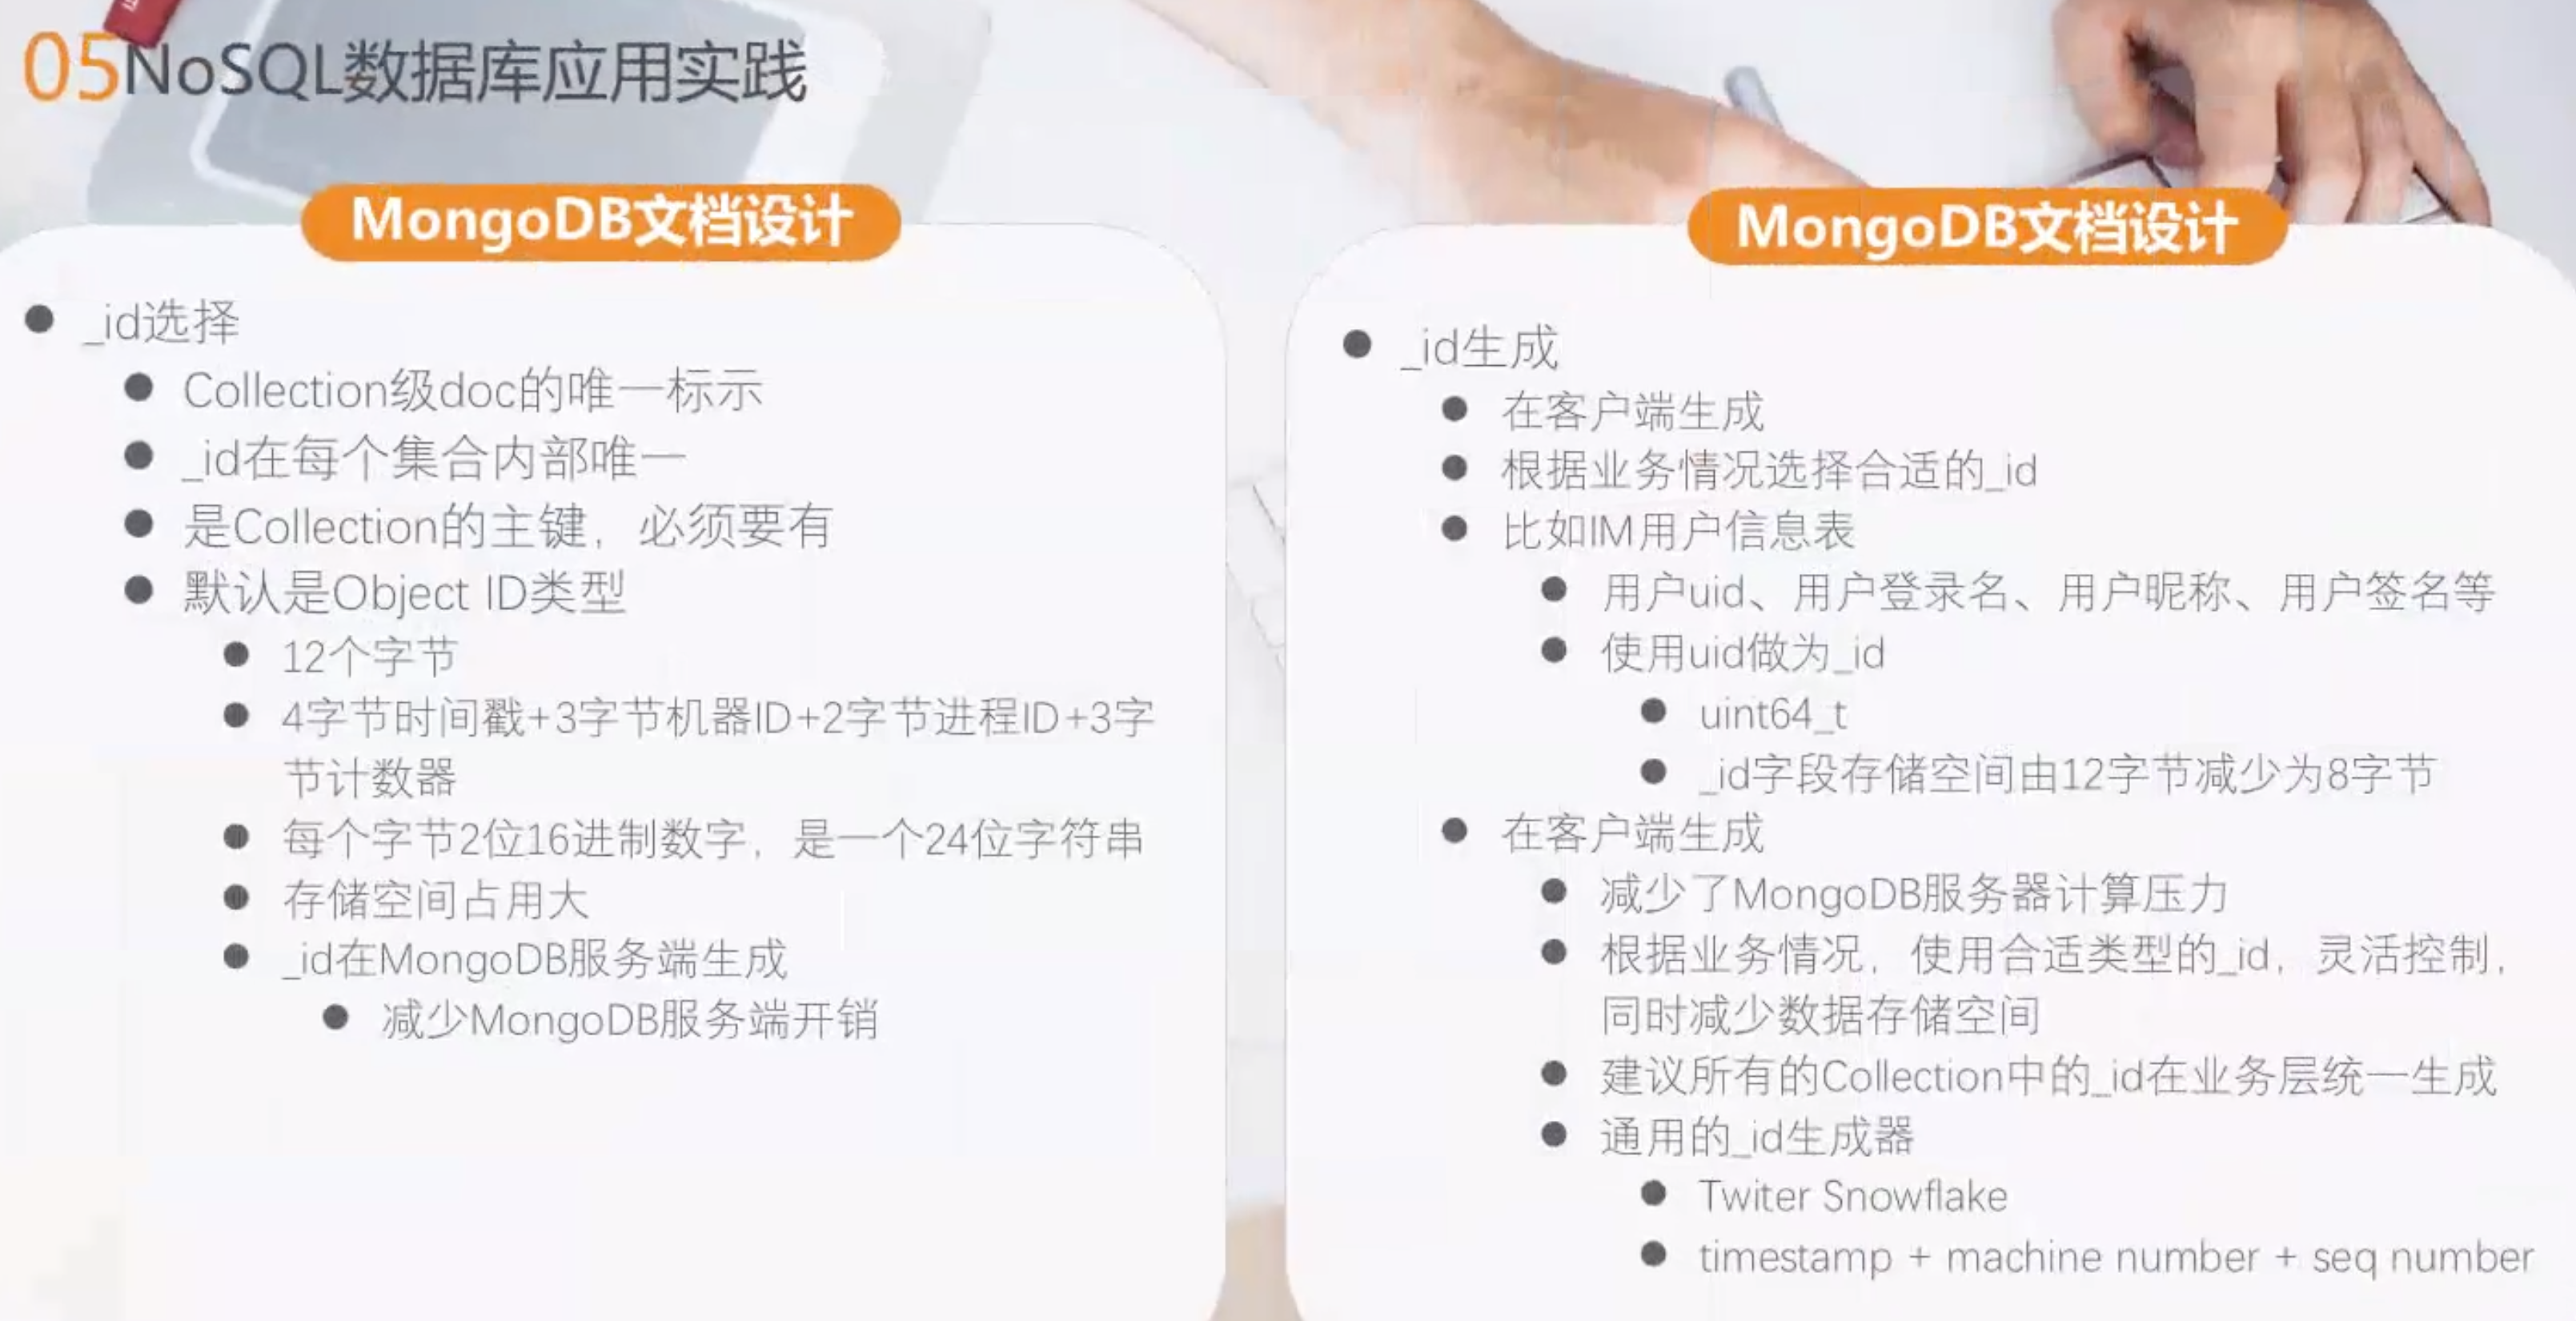 05NoSQL数据库应用实践
MongoDB文档设计
_id选择
Collection级doc的唯一标示
_id在每个集合内部唯一
是Collection的主键，必须要有
默认是Object ID类型
12个字节
4字节时间戳+3字节机器ID+2字节进程ID+3字
节计数器
每个字节2位16进制数字，是一个24位字符串
存储空间占用大
_id在MongoDB服务端生成
减少MongoDB服务端开销
MongoDB文档设计
_id生成
在客户端生成
根据业务情况选择合适的_id
比如IM用户信息表
用户uid、用户登录名、用户昵称、用户签名等
使用uid做为_id
uint64_t
_id字段存储空间由12字节减少为8字节
在客户端生成
减少了MongoDB服务器计算压力
根据业务情况，使用合适类型的_id，灵活控制，
同时减少数据存储空间
建议所有的Collection中的_id在业务层统一生成
通用的_id生成器
Twiter Snowflake
timestamp + machine number + seq number